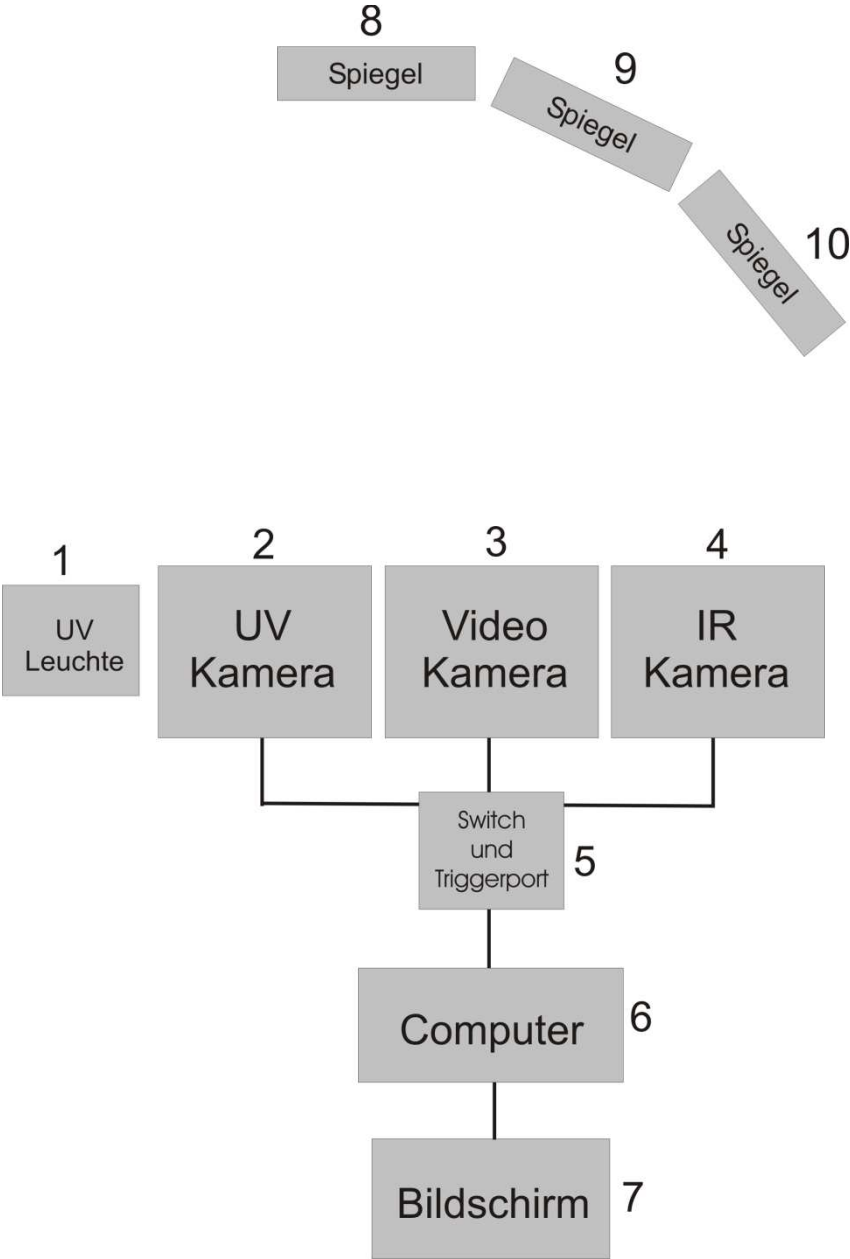 8
Spiegel
9
Spiegel
10
Spiegel
1
UV
Leuchte
2
UV
Kamera
3
Video
Kamera
4
IR
Kamera
Switch
und
Triggerport
5
Computer
6
Bildschirm
7